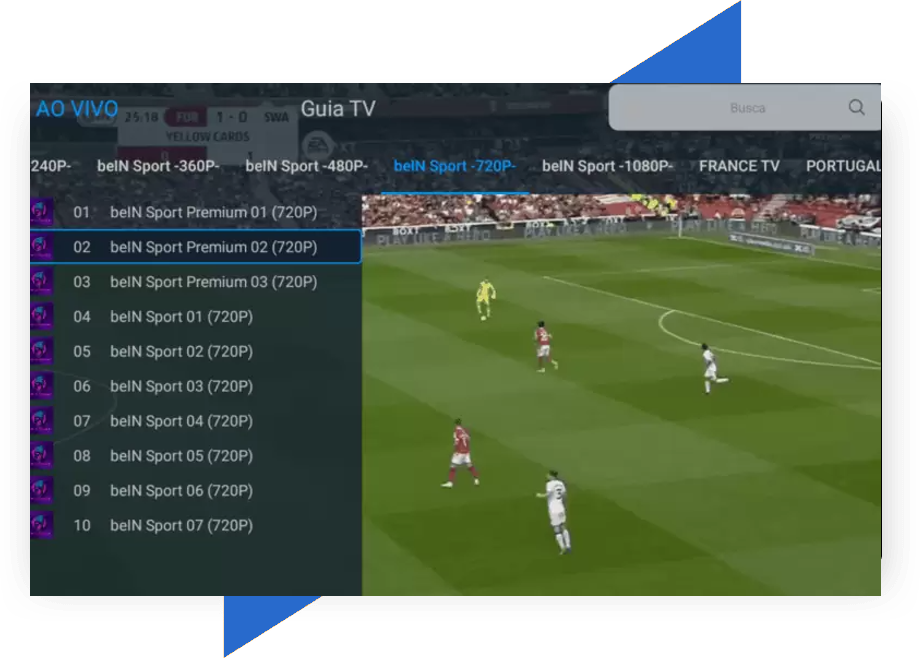 AO VIVO
Guia TV
Busca
25:18 FOR 1 - 0 SWA
YELLOW CARDS
240P-
beIN Sport -360P-
beIN Sport -480P-
beIN Sport -720P-
beIN Sport -1080P-
FRANCE TV
PORTUGAL
01 beIN Sport Premium 01 (720P)
02 beIN Sport Premium 02 (720P)
03 beIN Sport Premium 03 (720P)
04 beIN Sport 01 (720P)
05 beIN Sport 02 (720P)
06 beIN Sport 03 (720P)
07 beIN Sport 04 (720P)
08 beIN Sport 05 (720P)
09 beIN Sport 06 (720P)
10 beIN Sport 07 (720P)
PLAY LIKE A HERO
3